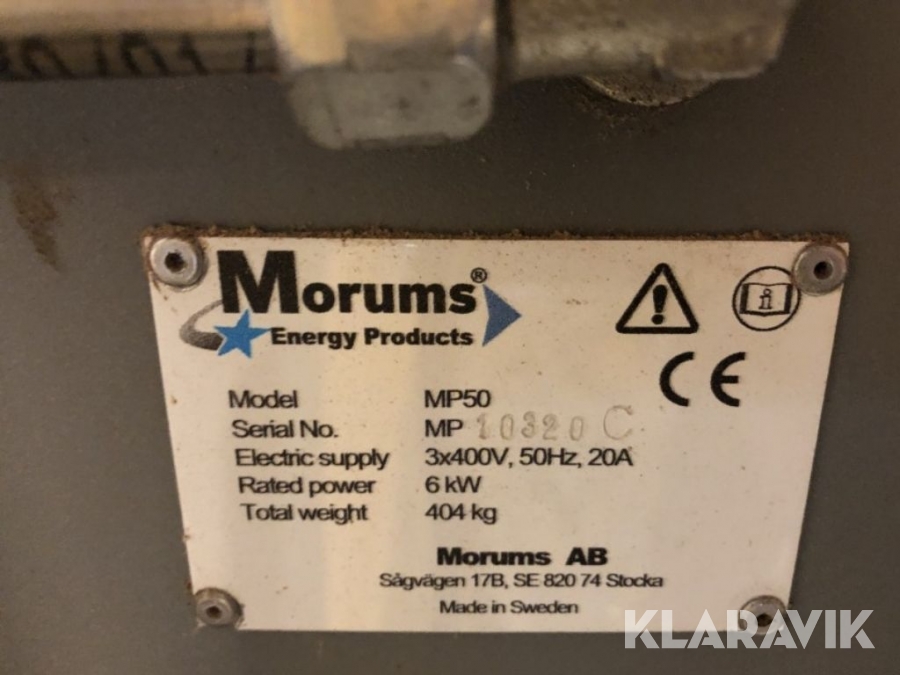 Morums®
Energy Products
Model MP50
Serial No. MP 10320 C
Electric supply 3x400V, 50Hz, 20A
Rated power 6 kW
Total weight 404 kg
CE
Morums AB
Sågvägen 17B, SE 820 74 Stocka
Made in Sweden
KLARAVIK